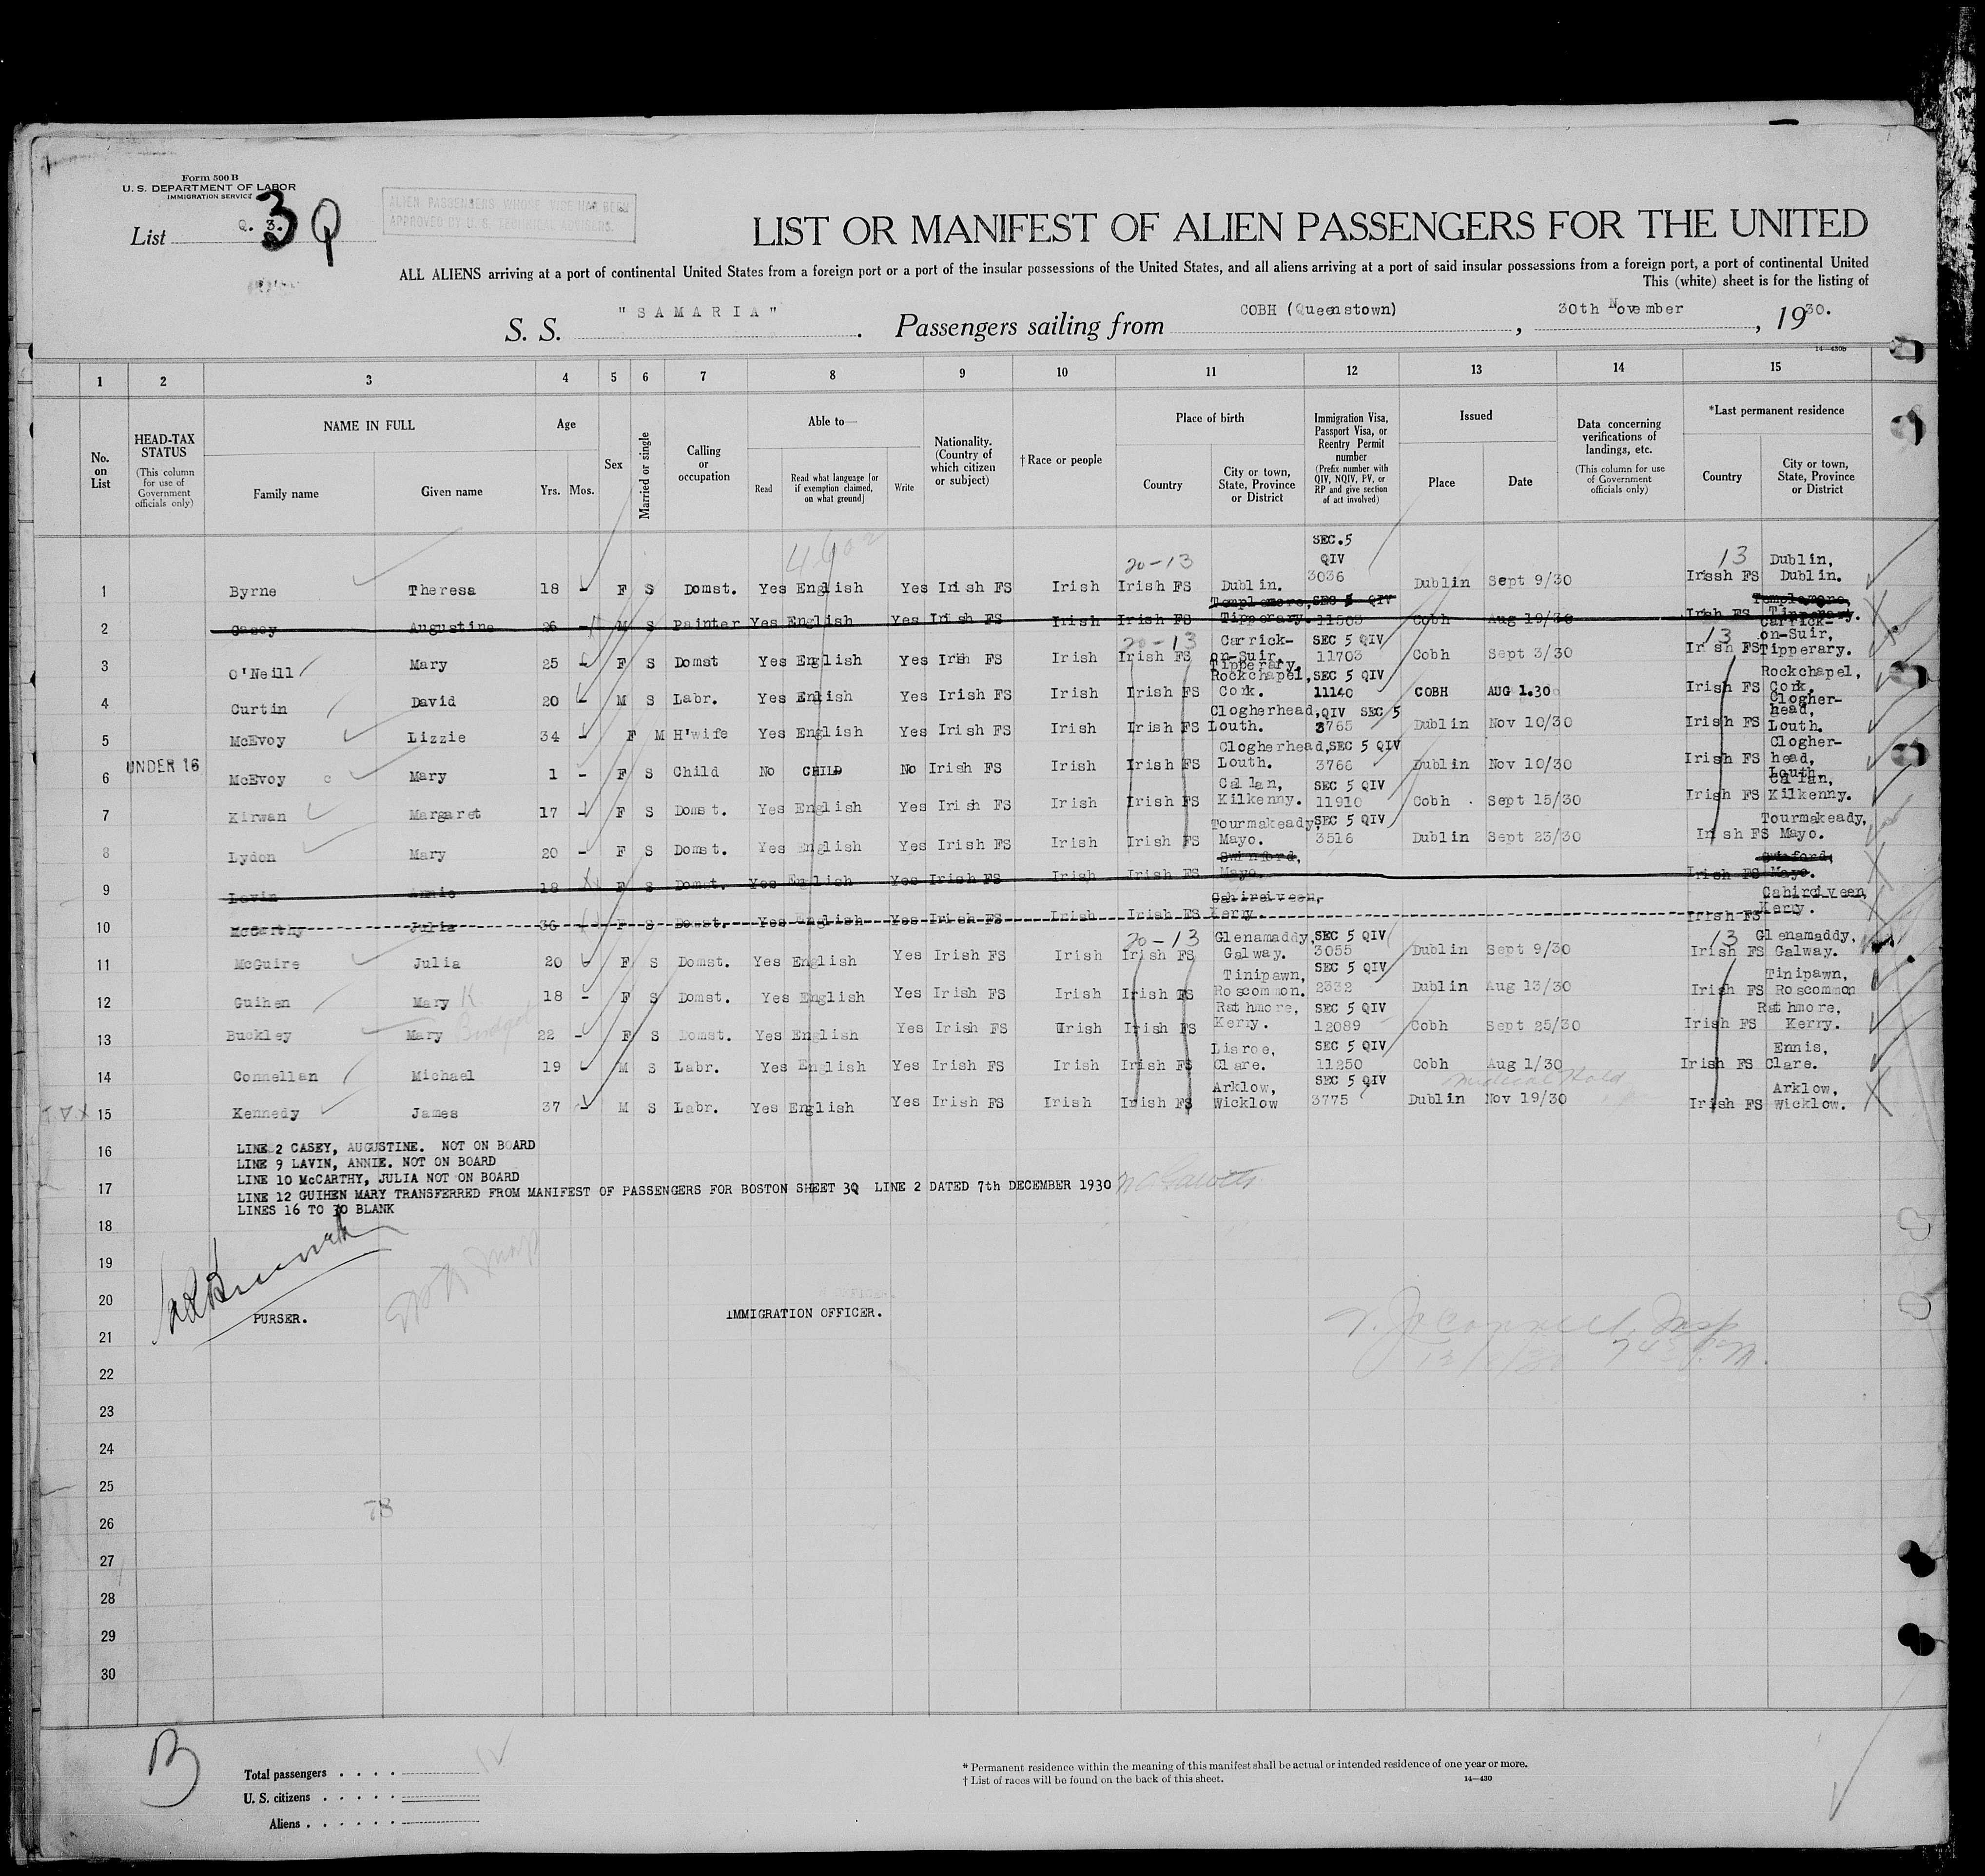 Form 500 B
U. S. DEPARTMENT OF LABOR
IMMIGRATION SERVICE
List Q. 3. 3 Q
ALIEN PASSENGERS WHOSE VISE HAS BEEN
APPROVED BY U.S. TECHNICAL ADVISERS.
LIST OR MANIFEST OF ALIEN PASSENGERS FOR THE UNITED
ALL ALIENS arriving at a port of continental United States from a foreign port or a port of the insular possessions of the United States, and all aliens arriving at a port of said insular possessions from a foreign port, a port of continental United
This (white) sheet is for the listing of
S. S. "SAMARIA". Passengers sailing from COBH (Queenstown), 30th November, 1930.
14—430b
1 2 3 4 5 6 7 8 9 10 11 12 13 14 15
No. on List
HEAD-TAX STATUS (This column for use of Government officials only)
NAME IN FULL
Family name Given name
Age
Yrs. Mos.
Sex
Married or single
Calling or occupation
Able to—
Read Read what language [or if exemption claimed, on what ground] Write
Nationality. (Country of which citizen or subject)
†Race or people
Place of birth
Country City or town, State, Province or District
Immigration Visa, Passport Visa, or Reentry Permit number (Prefix number with QIV, NQIV, PV, or RP and give section of act involved)
Issued
Place Date
Data concerning verifications of landings, etc. (This column for use of Government officials only)
*Last permanent residence
Country City or town, State, Province or District
20-13 13
1 Byrne Theresa 18 - F S Domst. Yes English Yes Irish FS Irish Irish FS Dublin. SEC.5 QIV 3036 Dublin Sept 9/30 Irissh FS Dublin, Dublin.
2 Casey Augustine 26 - M S Painter Yes English Yes Irish FS Irish Irish FS Templemore, Tipperary. SEC 5 QIV 11503 Cobh Aug 19/30 Irish FS Templemore, Tipperary.
20-13 13
3 O'Neill Mary 25 - F S Domst Yes English Yes Irish FS Irish Irish FS Carrick-on-Suir, Tipperary. SEC 5 QIV 11703 Cobh Sept 3/30 Irish FS Carrick-on-Suir, Tipperary.
4 Curtin David 20 - M S Labr. Yes English Yes Irish FS Irish Irish FS Rockchapel, Cork. SEC 5 QIV 11140 COBH AUG 1.30 Irish FS Rockchapel, Cork.
5 McEvoy Lizzie 34 - F M H'wife Yes English Yes Irish FS Irish Irish FS Clogherhead, Louth. QIV SEC 5 3765 Dublin Nov 10/30 Irish FS Clogher-head, Louth.
UNDER 16
6 McEvoy c Mary 1 - F S Child No CHILD No Irish FS Irish Irish FS Clogherhead, Louth. SEC 5 QIV 3766 Dublin Nov 10/30 Irish FS Clogher-head, Louth.
7 Kirwan Margaret 17 - F S Domst. Yes English Yes Irish FS Irish Irish FS Callan, Kilkenny. SEC 5 QIV 11910 Cobh . Sept 15/30 Irish FS Callan, Kilkenny.
8 Lydon Mary 20 - F S Domst. Yes English Yes Irish FS Irish Irish FS Tourmakeady, Mayo. SEC 5 QIV 3516 Dublin Sept 23/30 Irish FS Tourmakeady, Mayo.
9 Lavin Annie 18 F S Domst. Yes English Yes Irish FS Irish Irish FS Swinford, Mayo. Irish FS Swinford, Mayo.
10 McCarthy Julia 36 F S Domst. Yes English Yes Irish FS Irish Irish FS Cahirsiveen, Kerry. Irish FS Cahirciveen, Kerry.
20-13 13
11 McGuire Julia 20 - F S Domst. Yes English Yes Irish FS Irish Irish FS Glenamaddy, Galway. SEC 5 QIV 3055 Dublin Sept 9/30 Irish FS Glenamaddy, Galway.
12 Guihen Mary K 18 - F S Domst. Yes English Yes Irish FS Irish Irish FS Tinipawn, Roscommon. SEC 5 QIV 2332 Dublin Aug 13/30 Irish FS Tinipawn, Roscommon
13 Buckley Mary Bridget 22 - F S Domst. Yes English Yes Irish FS Urish Irish FS Rathmore, Kerry. SEC 5 QIV 12089 Cobh Sept 25/30 Irish FS Rathmore, Kerry.
14 Connellan Michael 19 - M S Labr. Yes English Yes Irish FS Irish Irish FS Lisroe, Clare. SEC 5 QIV 11250 Cobh Aug 1/30 Irish FS Ennis, Clare.
Medical Hold
15 Kennedy James 37 - M S Labr. Yes English Yes Irish FS Irish Irish FS Arklow, Wicklow SEC 5 QIV 3775 Dublin Nov 19/30 Irish FS Arklow, Wicklow.
16 LINE 2 CASEY, AUGUSTINE. NOT ON BOARD
LINE 9 LAVIN, ANNIE. NOT ON BOARD
LINE 10 McCARTHY, JULIA NOT ON BOARD
17 LINE 12 GUIHEN MARY TRANSFERRED FROM MANIFEST OF PASSENGERS FOR BOSTON SHEET 3Q LINE 2 DATED 7th DECEMBER 1930
LINES 16 TO 30 BLANK
18
19
20
PURSER. IMMIGRATION OFFICER.
21
22
23
24
25
78
26
27
28
29
30
B
Total passengers
U. S. citizens
Aliens
* Permanent residence within the meaning of this manifest shall be actual or intended residence of one year or more.
† List of races will be found on the back of this sheet. 14—430